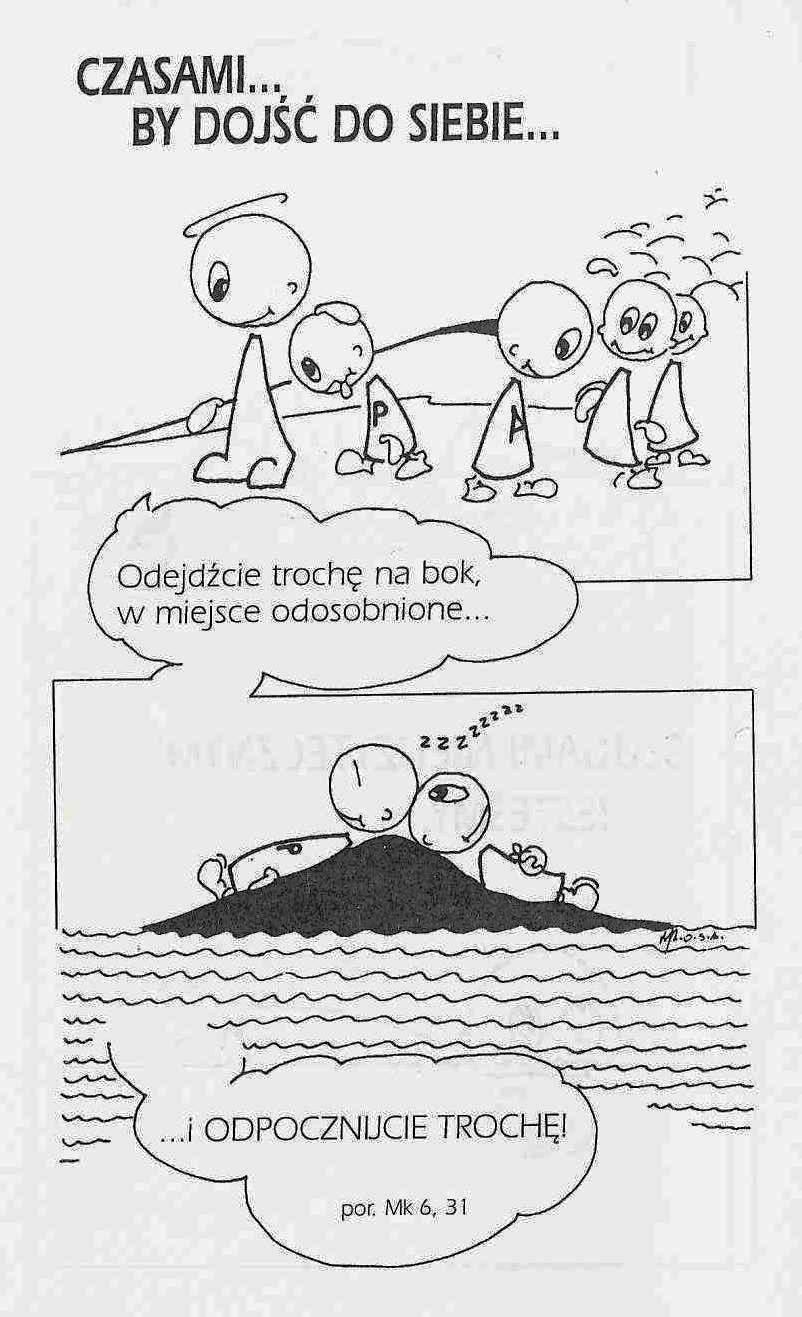 CZASAMI...
BY DOJŚĆ DO SIEBIE...
P
A
Odejdźcie trochę na bok,
w miejsce odosobnione...
zzzzzzzz
P
...i ODPOCZNIJCIE TROCHĘ!
por. Mk 6, 31